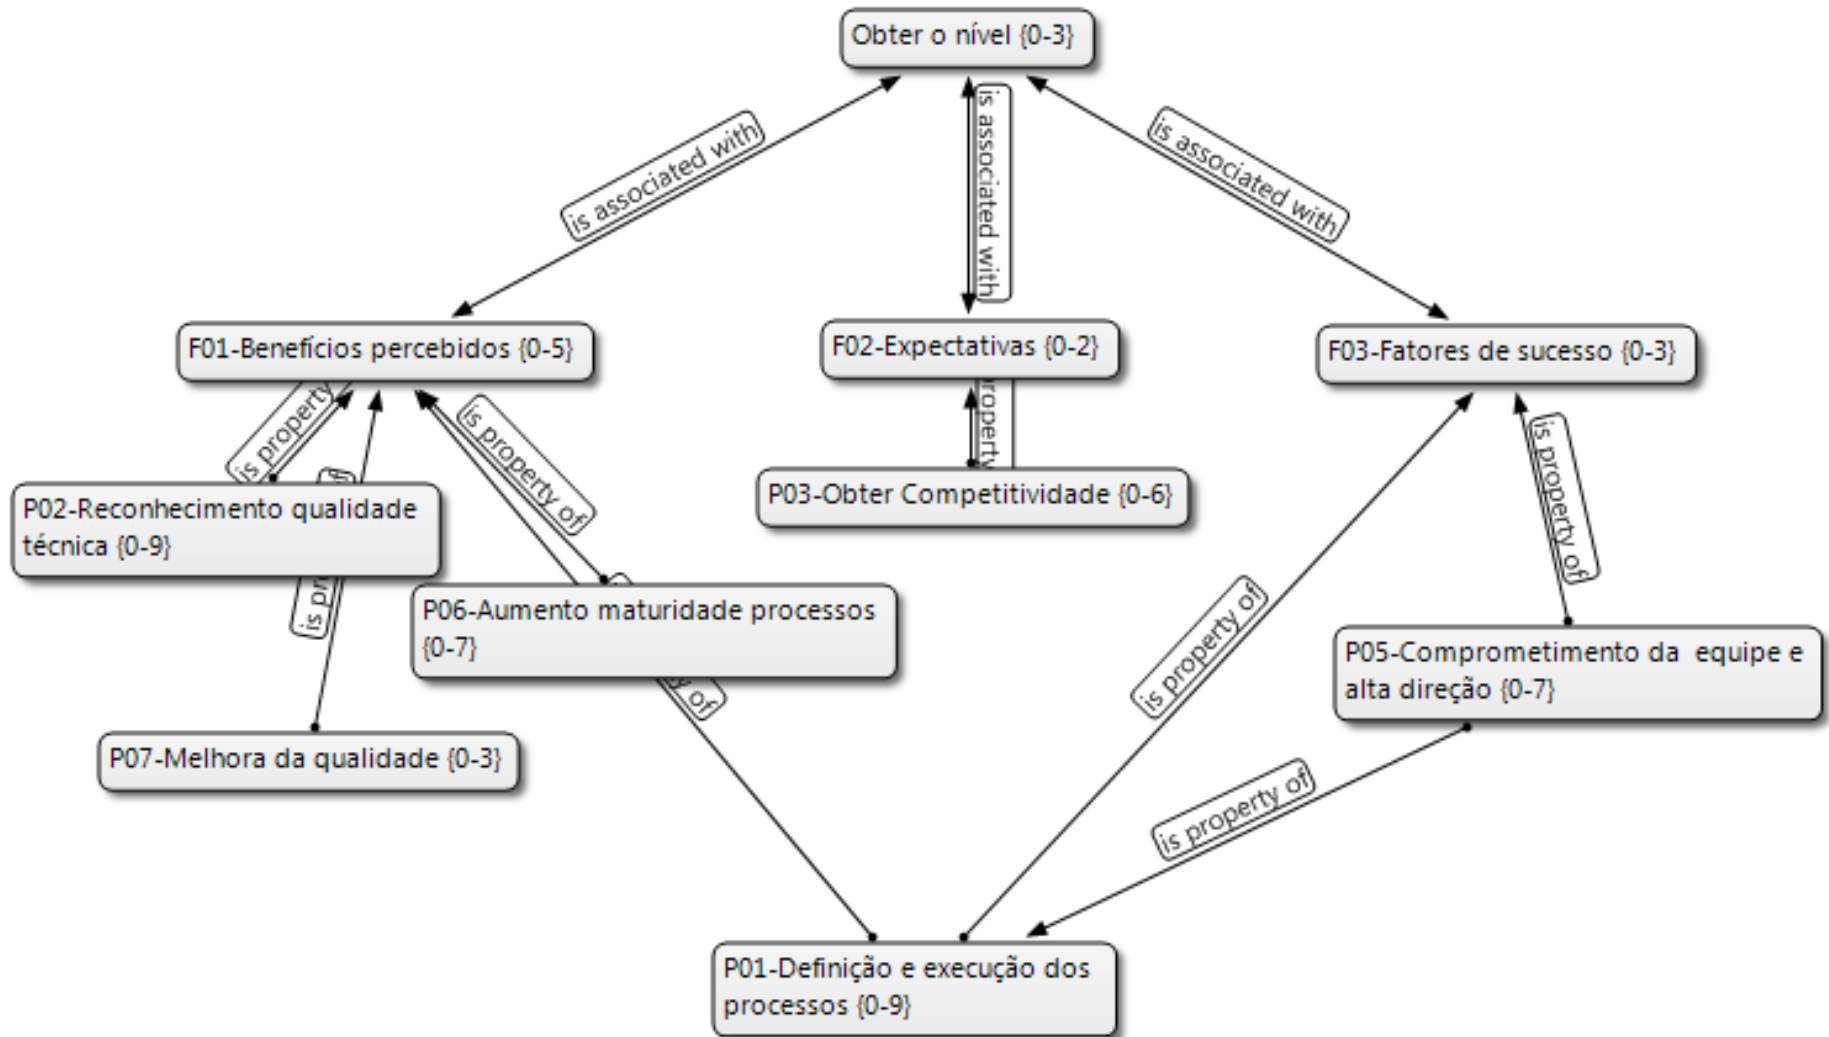 Obter o nível {0-3}
is associated with
is associated with
is associated with
F01-Benefícios percebidos {0-5}
F02-Expectativas {0-2}
F03-Fatores de sucesso {0-3}
is property
is property of
property
is property of
P02-Reconhecimento qualidade
técnica {0-9}
P03-Obter Competitividade {0-6}
P06-Aumento maturidade processos
{0-7}
is property of
P05-Comprometimento da  equipe e
alta direção {0-7}
of
P07-Melhora da qualidade {0-3}
is property of
P01-Definição e execução dos
processos {0-9}